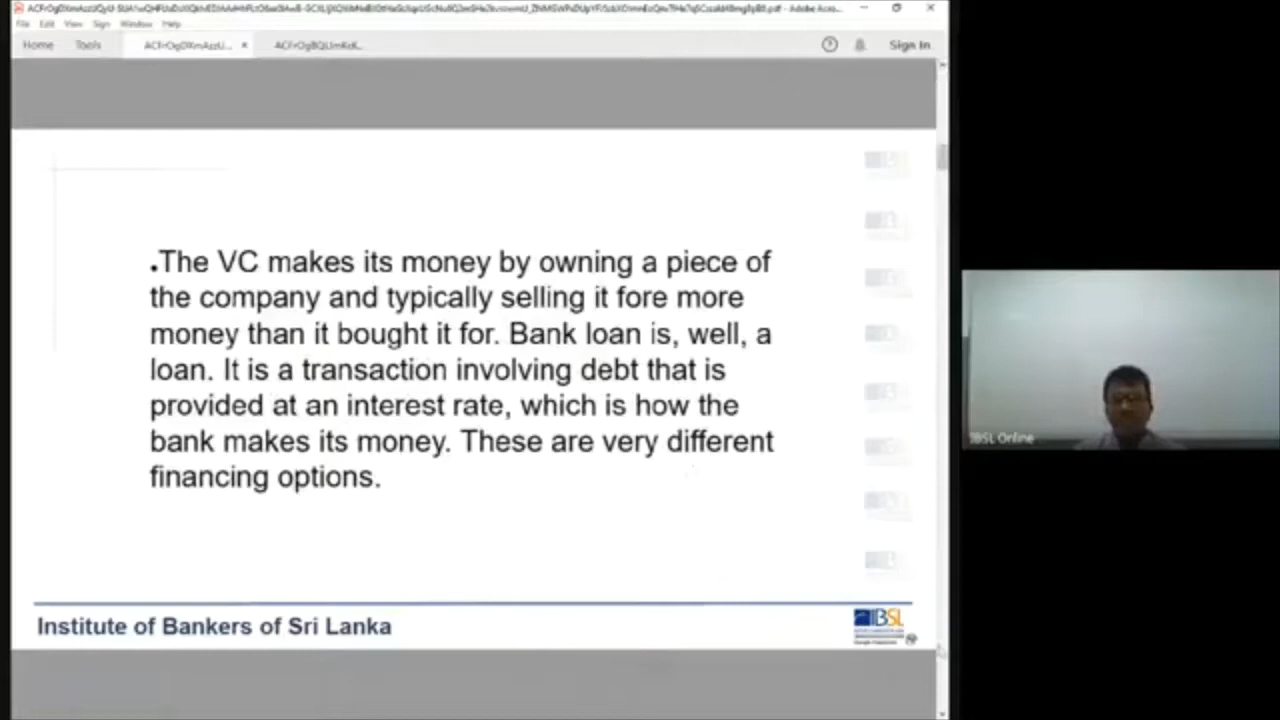 Adobe Acro...
File Edit View Sign Window Help
Home Tools Sign In
.The VC makes its money by owning a piece of
the company and typically selling it fore more
money than it bought it for. Bank loan is, well, a
loan. It is a transaction involving debt that is
provided at an interest rate, which is how the
bank makes its money. These are very different
financing options.
IBSL Online
Institute of Bankers of Sri Lanka
IBSL